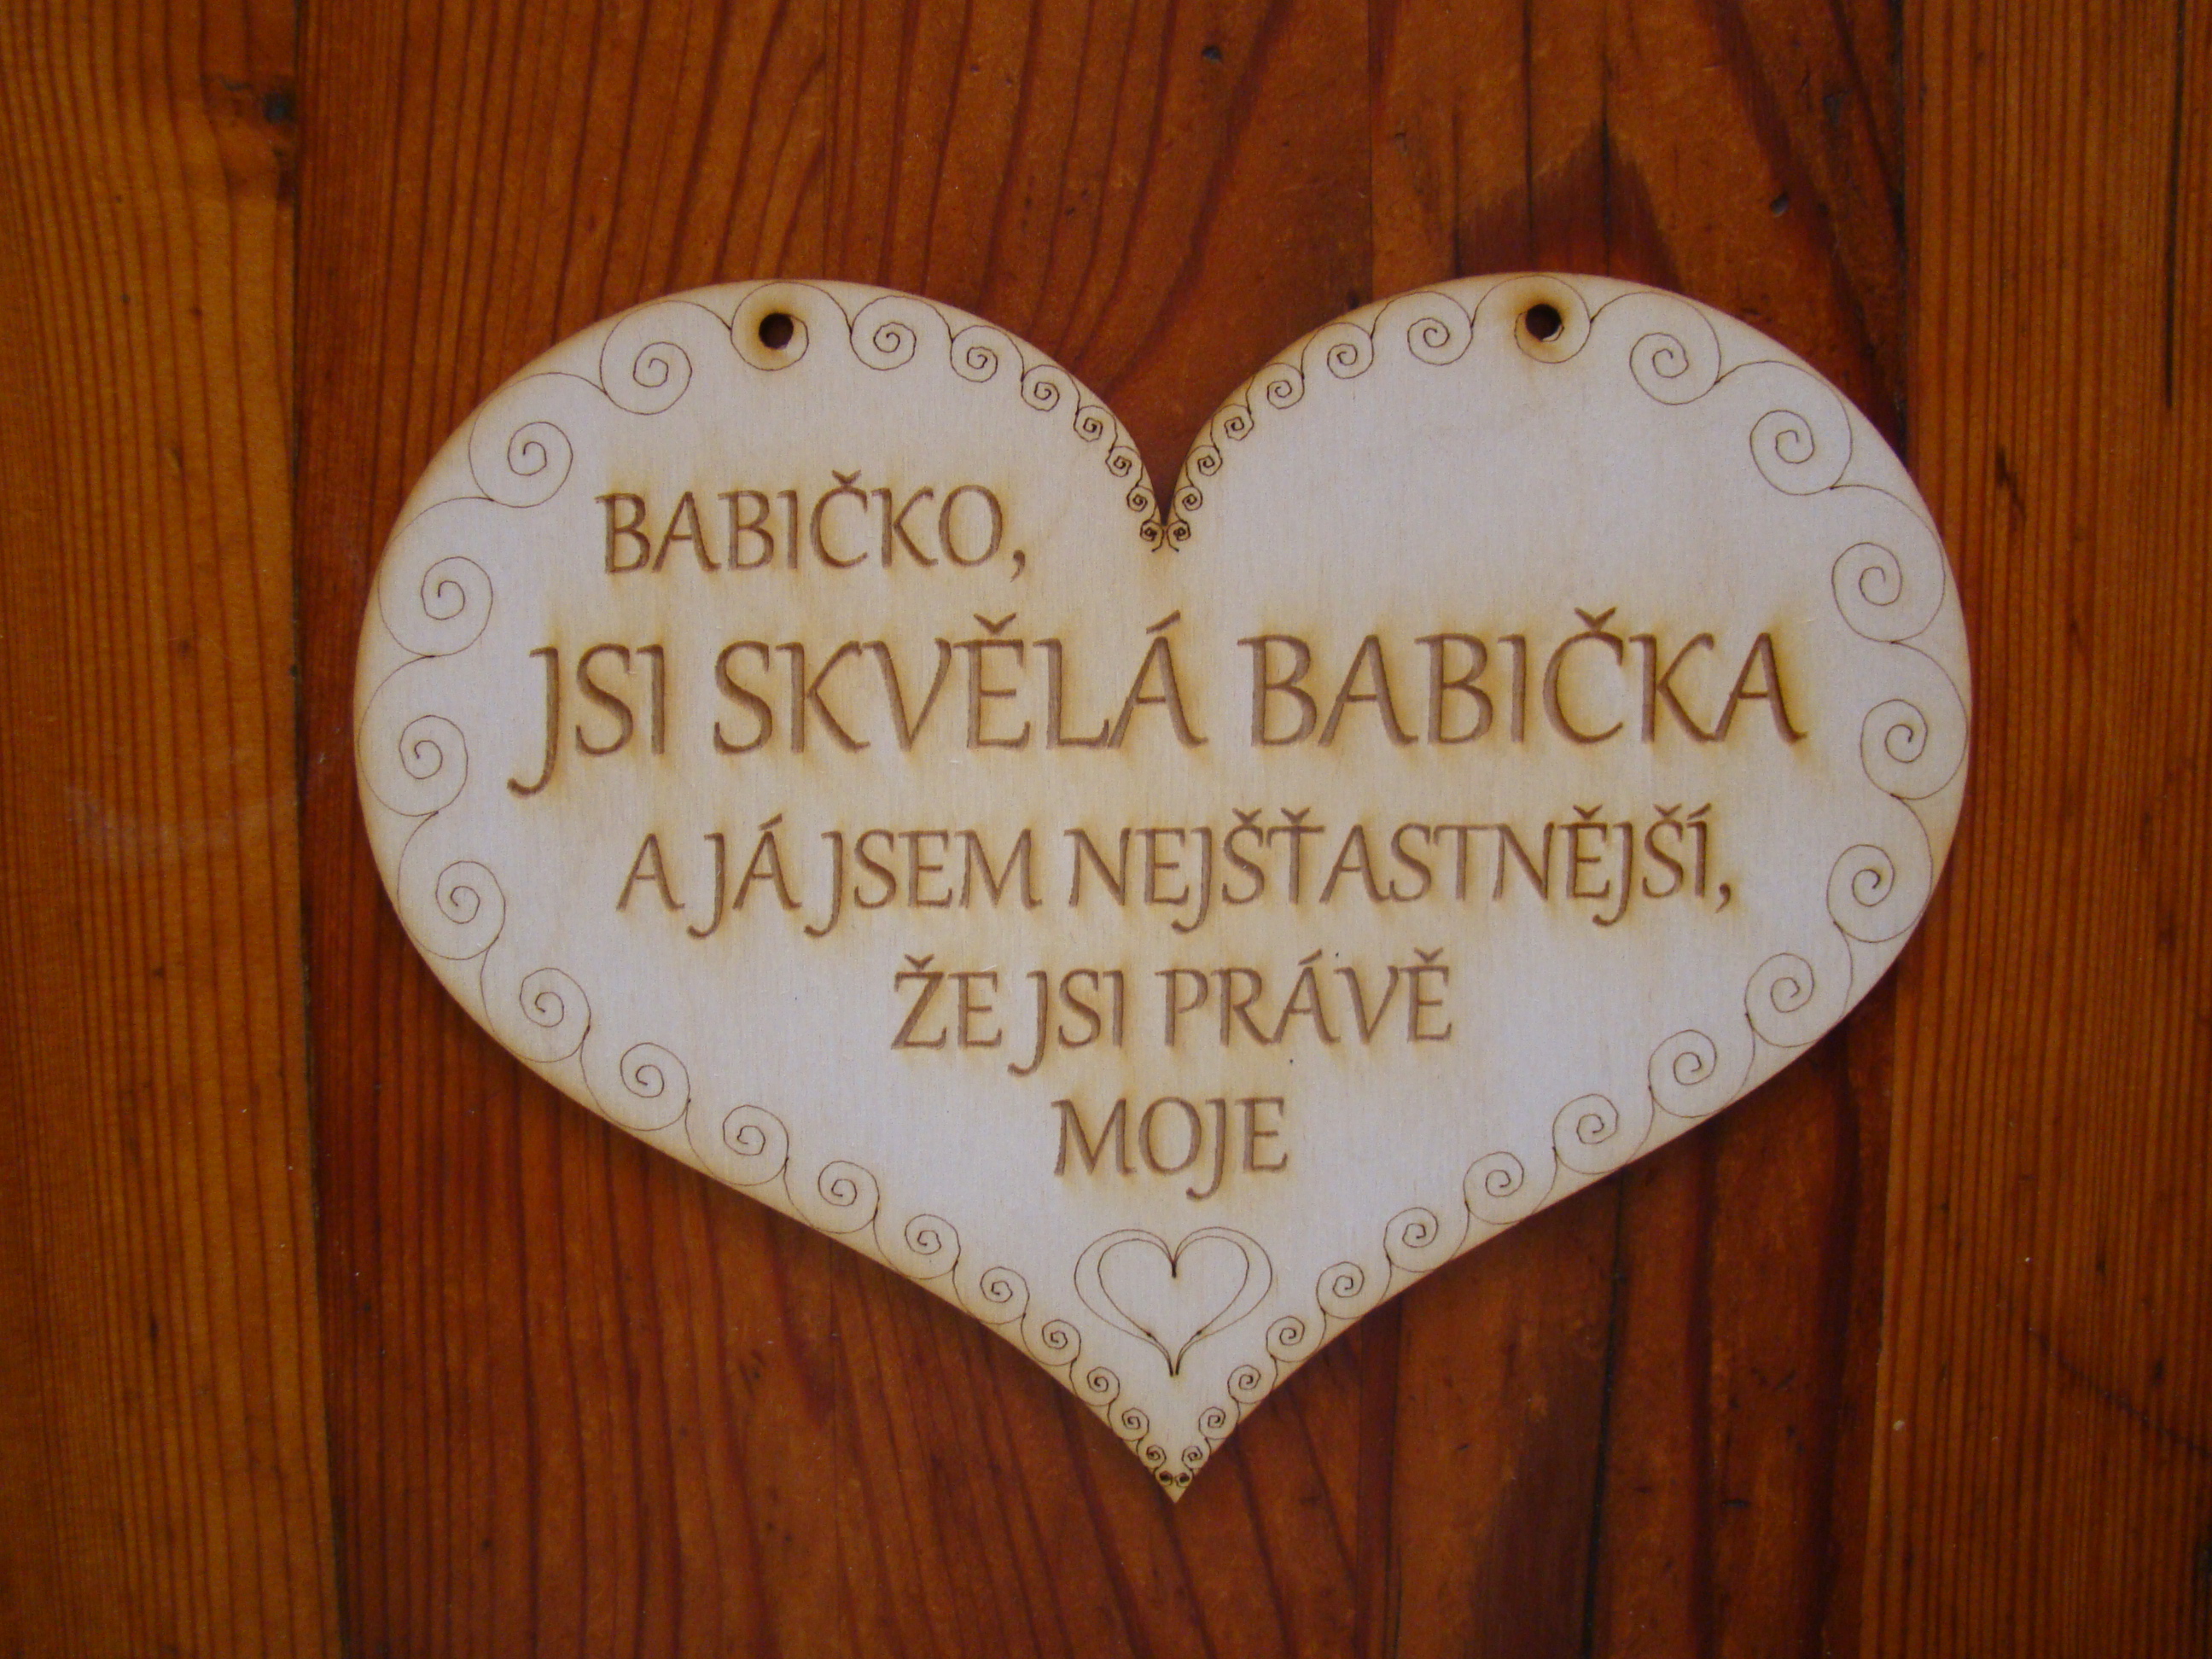 BABIČKO,
JSI SKVĚLÁ BABIČKA
A JÁ JSEM NEJŠŤASTNĚJŠÍ,
ŽE JSI PRÁVĚ
MOJE